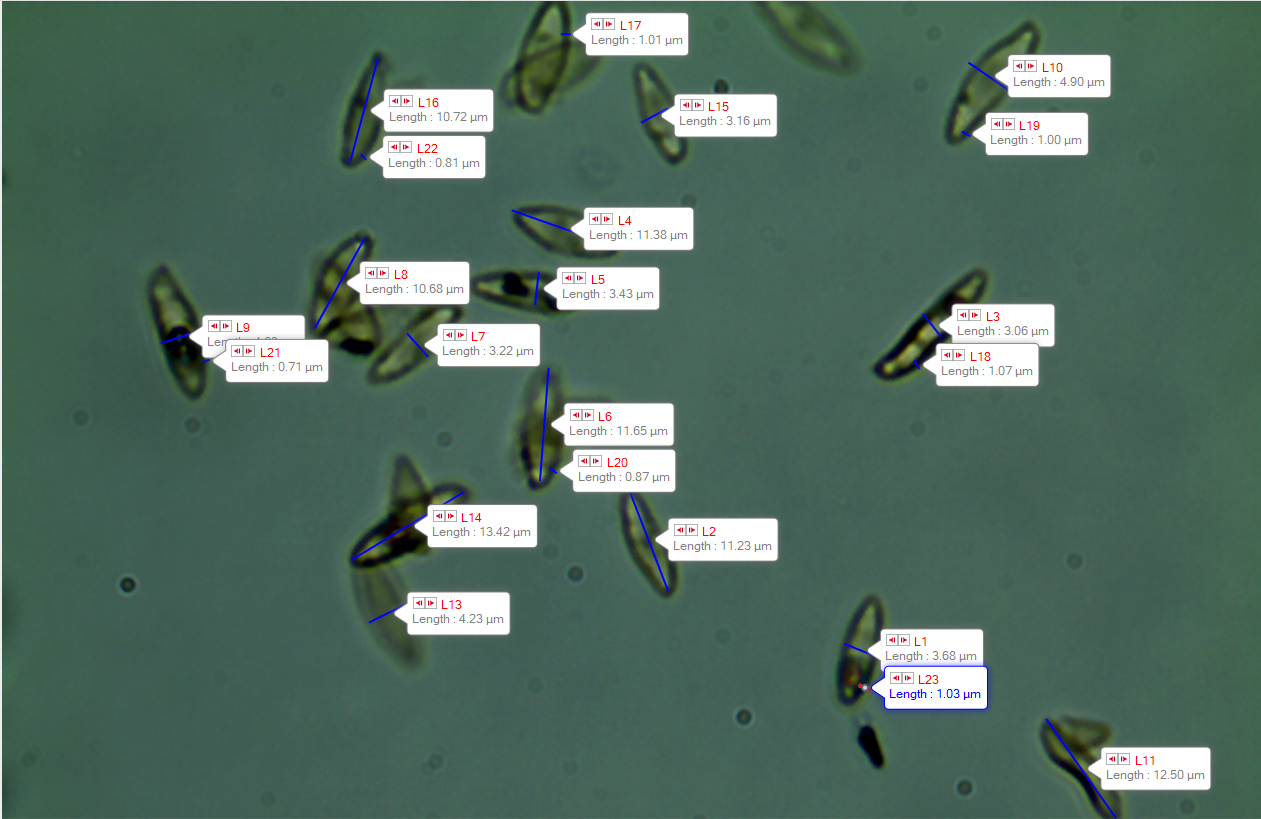 L17
Length : 1.01 µm
L10
Length : 4.90 µm
L16
Length : 10.72 µm
L15
Length : 3.16 µm
L19
Length : 1.00 µm
L22
Length : 0.81 µm
L4
Length : 11.38 µm
L8
Length : 10.68 µm
L5
Length : 3.43 µm
L3
Length : 3.06 µm
L9
L21
Length : 0.71 µm
L7
Length : 3.22 µm
L18
Length : 1.07 µm
L6
Length : 11.65 µm
L20
Length : 0.87 µm
L14
Length : 13.42 µm
L2
Length : 11.23 µm
L13
Length : 4.23 µm
L1
Length : 3.68 µm
L23
Length : 1.03 µm
L11
Length : 12.50 µm